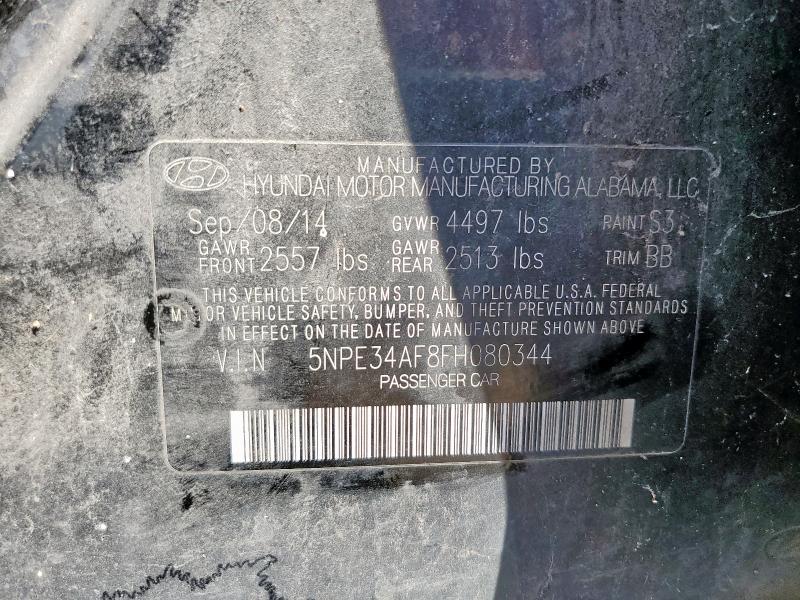 MANUFACTURED BY
HYUNDAI MOTOR MANUFACTURING ALABAMA, LLC
Sep/08/14 GVWR 4497 lbs PAINT S3
GAWR FRONT 2557 lbs GAWR REAR 2513 lbs TRIM BB
THIS VEHICLE CONFORMS TO ALL APPLICABLE U.S.A. FEDERAL
MOTOR VEHICLE SAFETY, BUMPER, AND THEFT PREVENTION STANDARDS
IN EFFECT ON THE DATE OF MANUFACTURE SHOWN ABOVE
V.I.N 5NPE34AF8FH080344
PASSENGER CAR